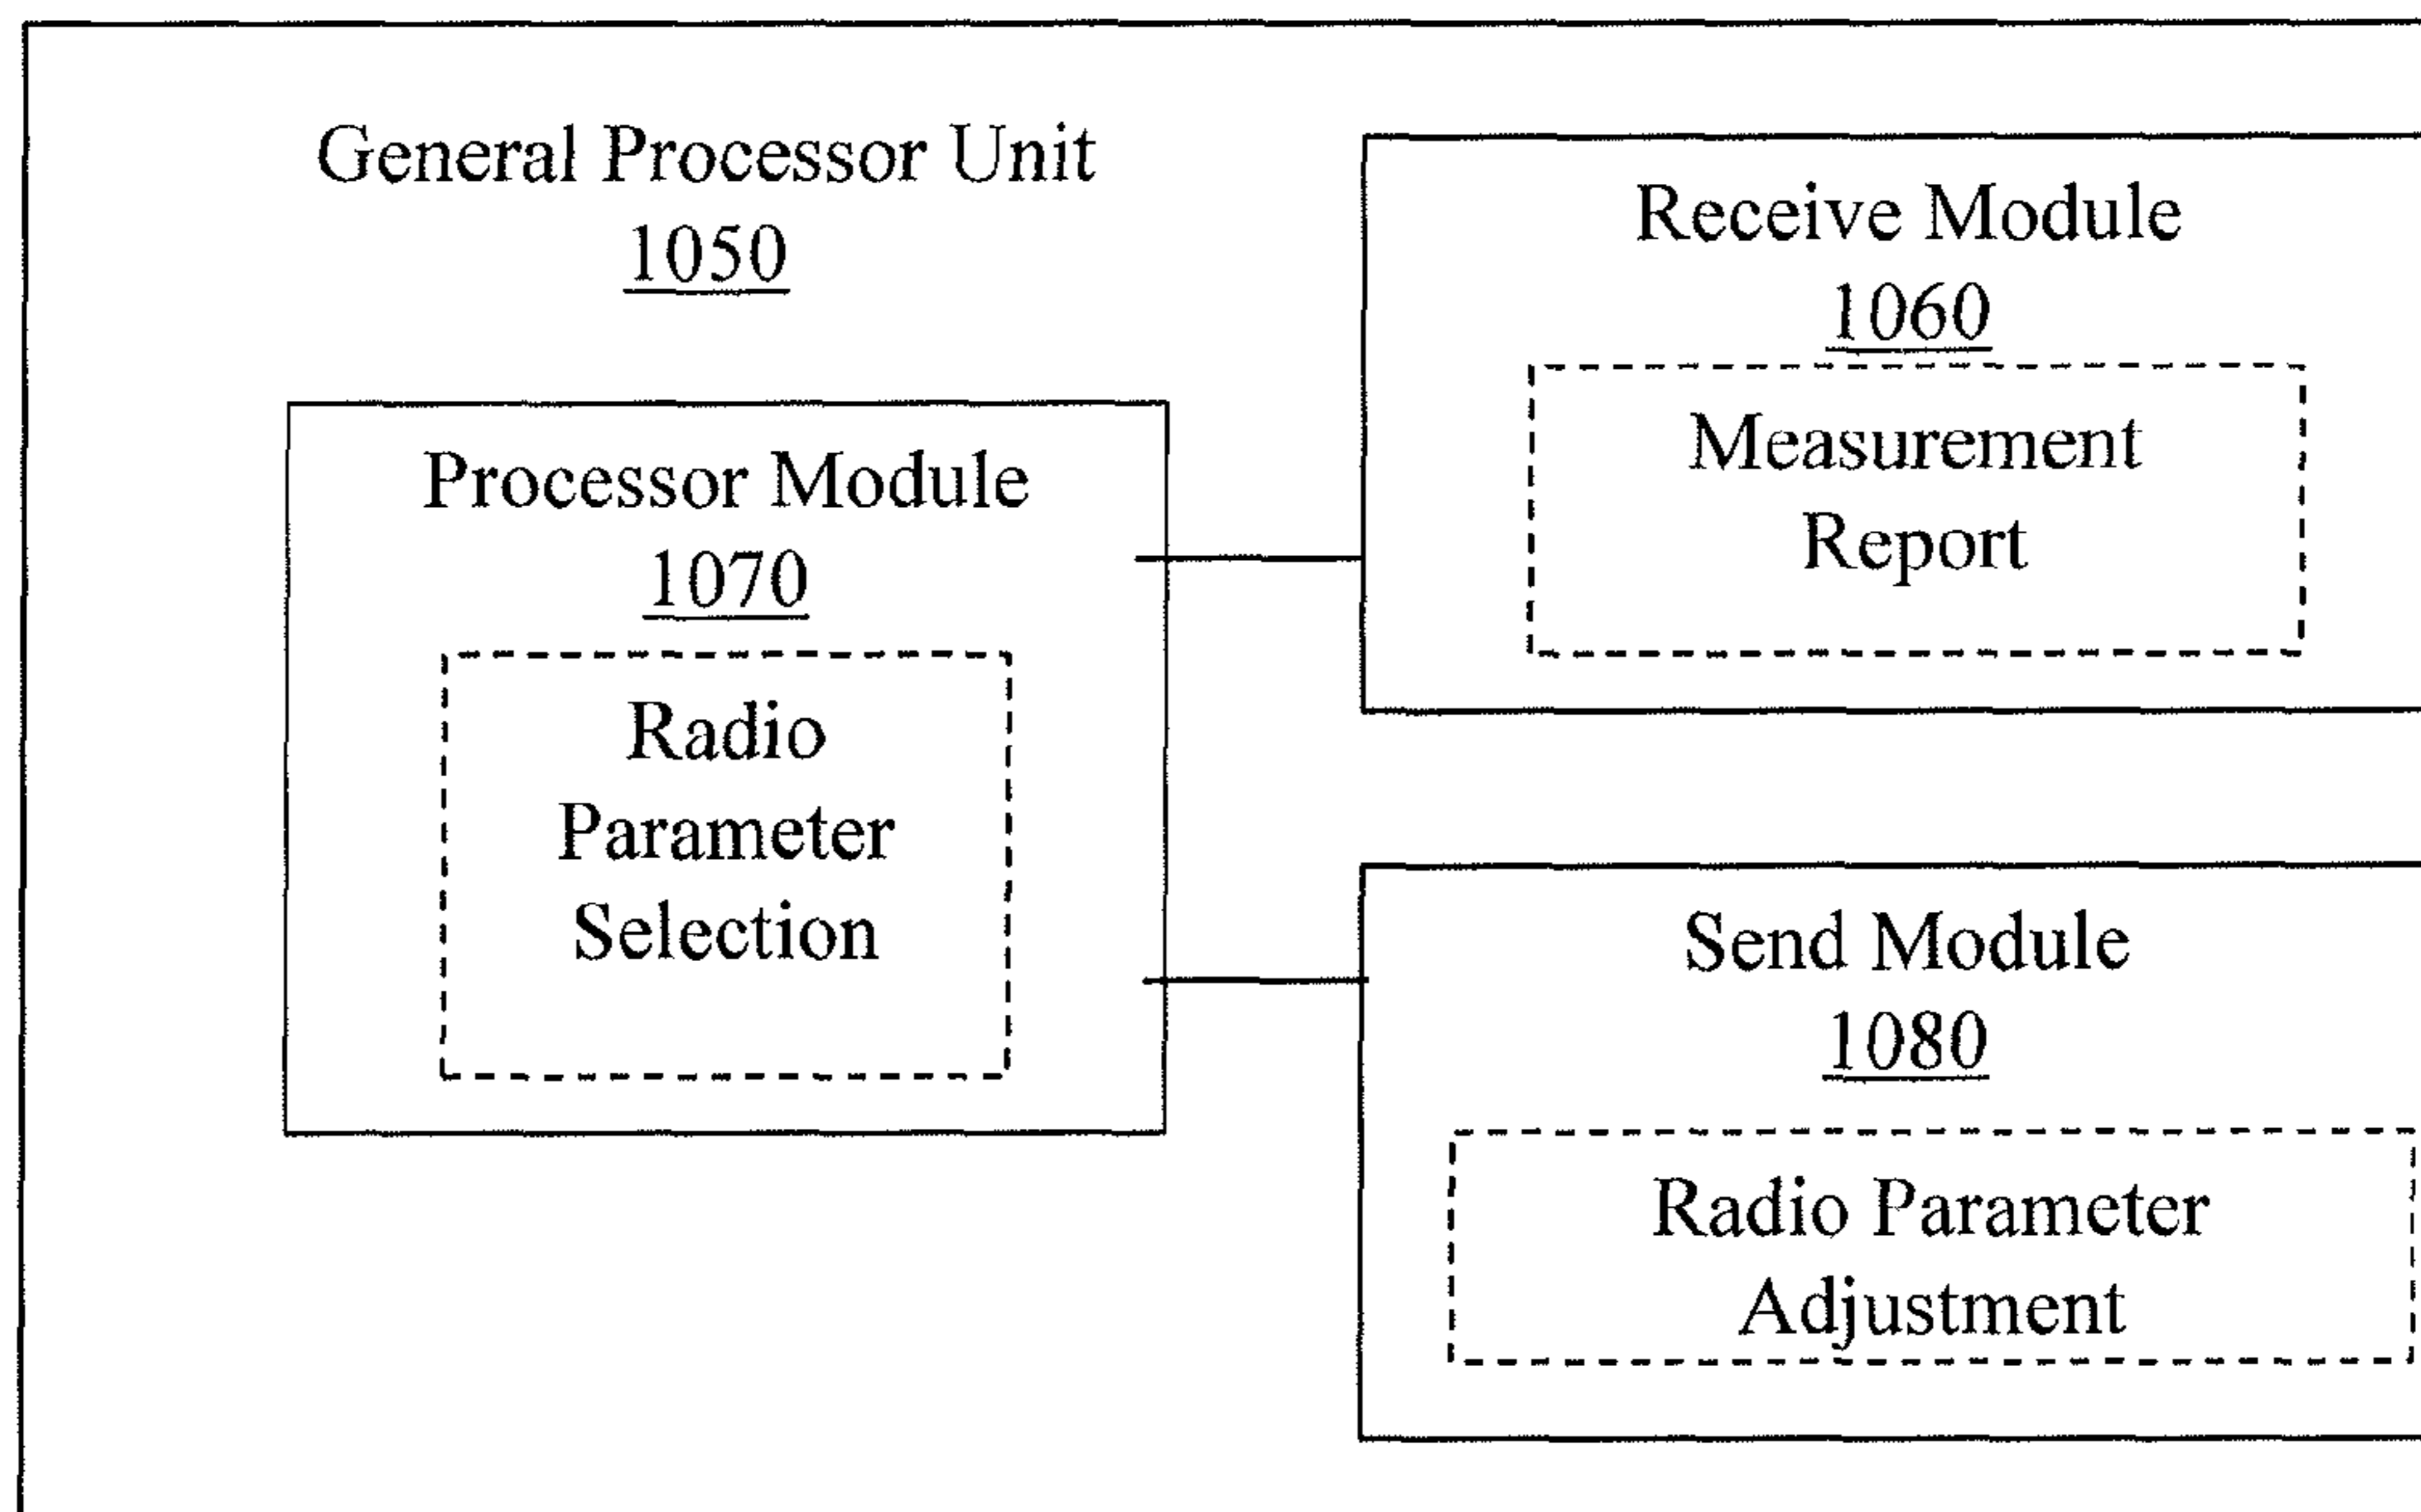 General Processor Unit
1050
Receive Module
1060
Measurement
Report
Processor Module
1070
Radio
Parameter
Selection
Send Module
1080
Radio Parameter
Adjustment